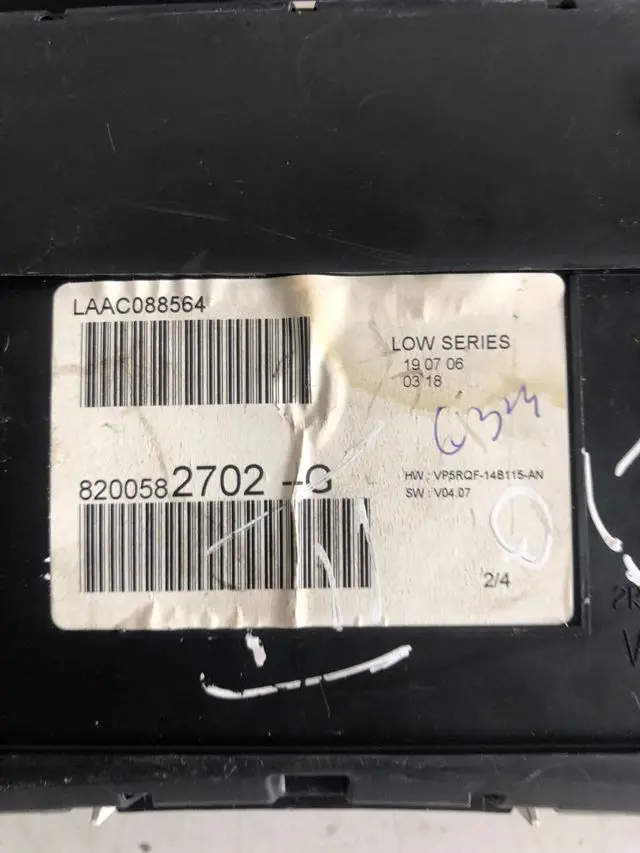 LAAC088564
LOW SERIES
19 07 06
03 18
8200582702 --G
HW : VP5RQF-14B115-AN
SW : V04.07
2/4